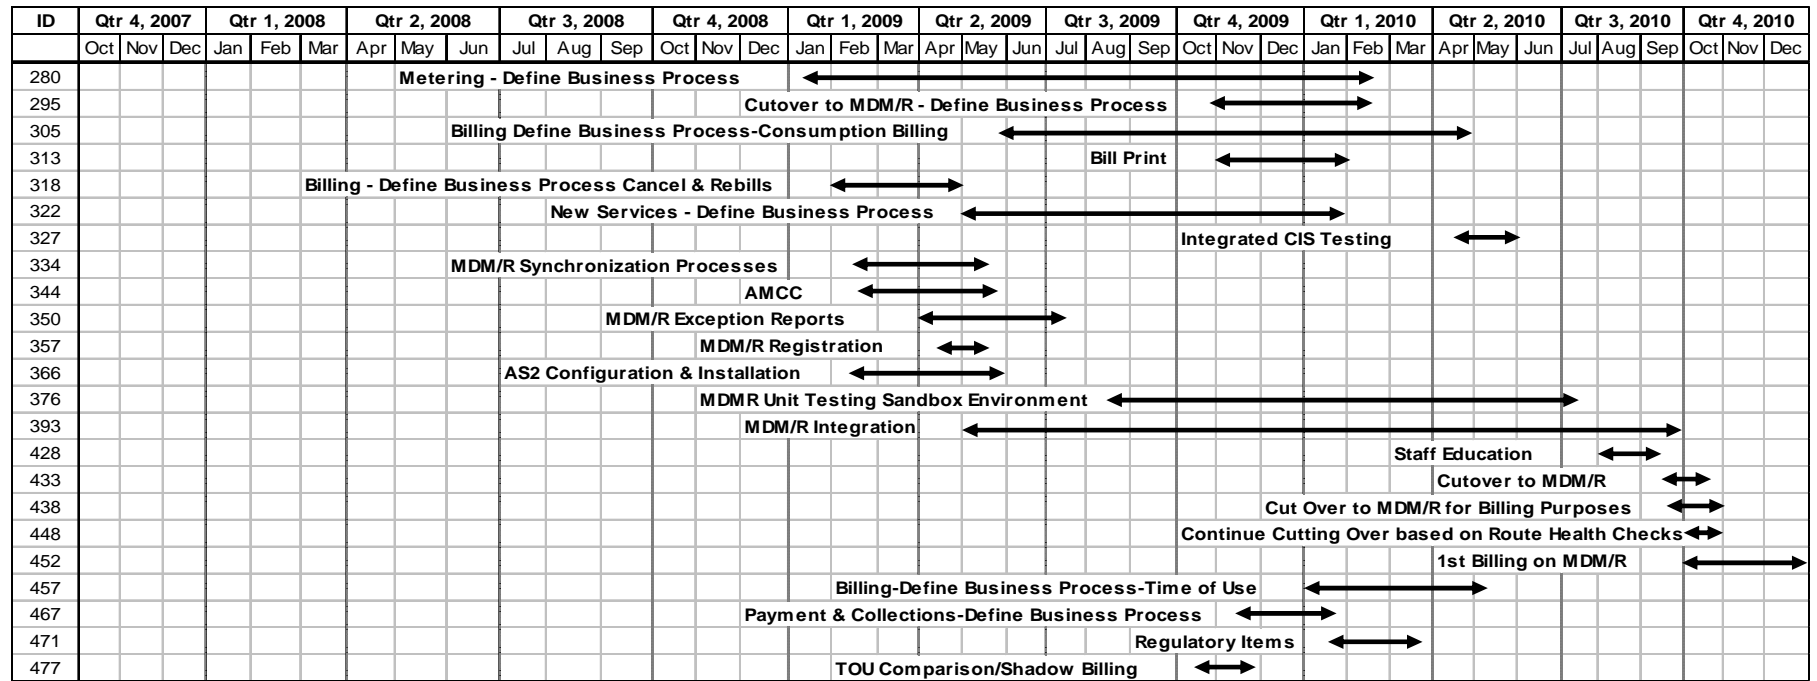 ID Qtr 4, 2007 Qtr 1, 2008 Qtr 2, 2008 Qtr 3, 2008 Qtr 4, 2008 Qtr 1, 2009 Qtr 2, 2009 Qtr 3, 2009 Qtr 4, 2009 Qtr 1, 2010 Qtr 2, 2010 Qtr 3, 2010 Qtr 4, 2010
Oct Nov Dec Jan Feb Mar Apr May Jun Jul Aug Sep Oct Nov Dec Jan Feb Mar Apr May Jun Jul Aug Sep Oct Nov Dec Jan Feb Mar Apr May Jun Jul Aug Sep Oct Nov Dec
280 Metering - Define Business Process
295 Cutover to MDM/R - Define Business Process
305 Billing Define Business Process-Consumption Billing
313 Bill Print
318 Billing - Define Business Process Cancel & Rebills
322 New Services - Define Business Process
327 Integrated CIS Testing
334 MDM/R Synchronization Processes
344 AMCC
350 MDM/R Exception Reports
357 MDM/R Registration
366 AS2 Configuration & Installation
376 MDMR Unit Testing Sandbox Environment
393 MDM/R Integration
428 Staff Education
433 Cutover to MDM/R
438 Cut Over to MDM/R for Billing Purposes
448 Continue Cutting Over based on Route Health Checks
452 1st Billing on MDM/R
457 Billing-Define Business Process-Time of Use
467 Payment & Collections-Define Business Process
471 Regulatory Items
477 TOU Comparison/Shadow Billing